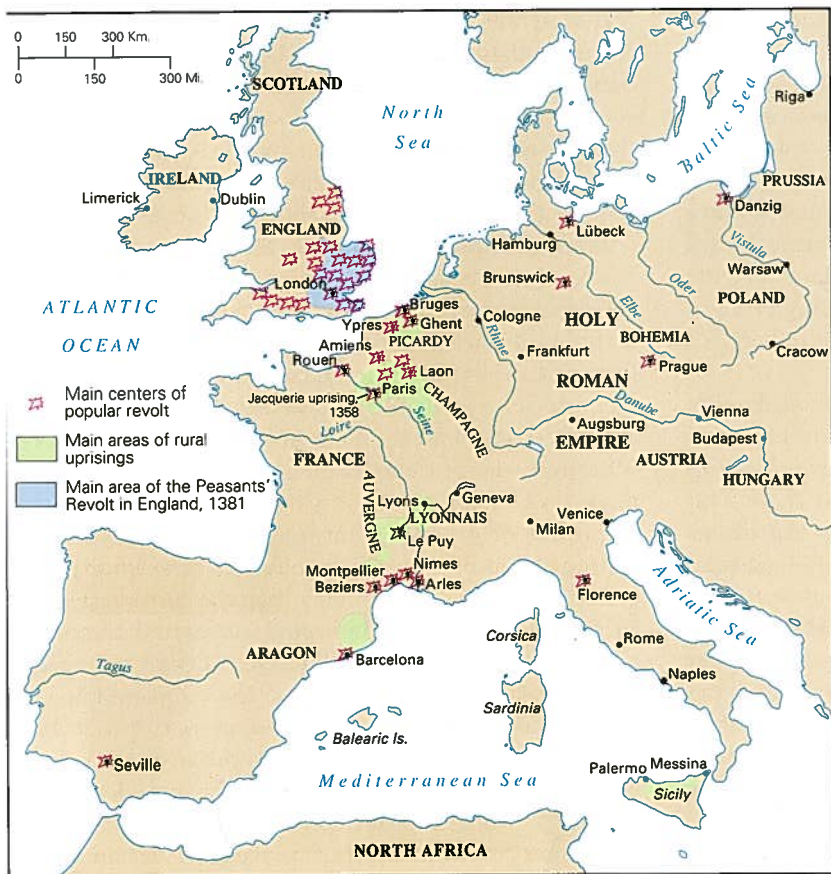 0 150 300 Km.
0 150 300 Mi.
SCOTLAND
North
Sea
Baltic Sea
Riga
IRELAND
Limerick
Dublin
PRUSSIA
Danzig
Lübeck
Hamburg
ENGLAND
Vistula
Warsaw
Brunswick
London
POLAND
Oder
Elbe
ATLANTIC
OCEAN
Bruges
Ypres
Ghent
Cologne
HOLY
BOHEMIA
PICARDY
Amiens
Rhine
Frankfurt
Prague
Cracow
Rouen
Laon
ROMAN
Paris
CHAMPAGNE
Jacquerie uprising,
1358
Seine
Danube
Vienna
Loire
Augsburg
EMPIRE
Budapest
AUSTRIA
HUNGARY
Main centers of
popular revolt
Main areas of rural
uprisings
Main area of the Peasants'
Revolt in England, 1381
FRANCE
AUVERGNE
Lyons
Geneva
LYONNAIS
Le Puy
Milan
Venice
Montpellier
Nimes
Beziers
Arles
Florence
Adriatic Sea
Corsica
Rome
ARAGON
Barcelona
Tagus
Naples
Sardinia
Balearic Is.
Seville
Mediterranean Sea
Palermo
Messina
Sicily
NORTH AFRICA